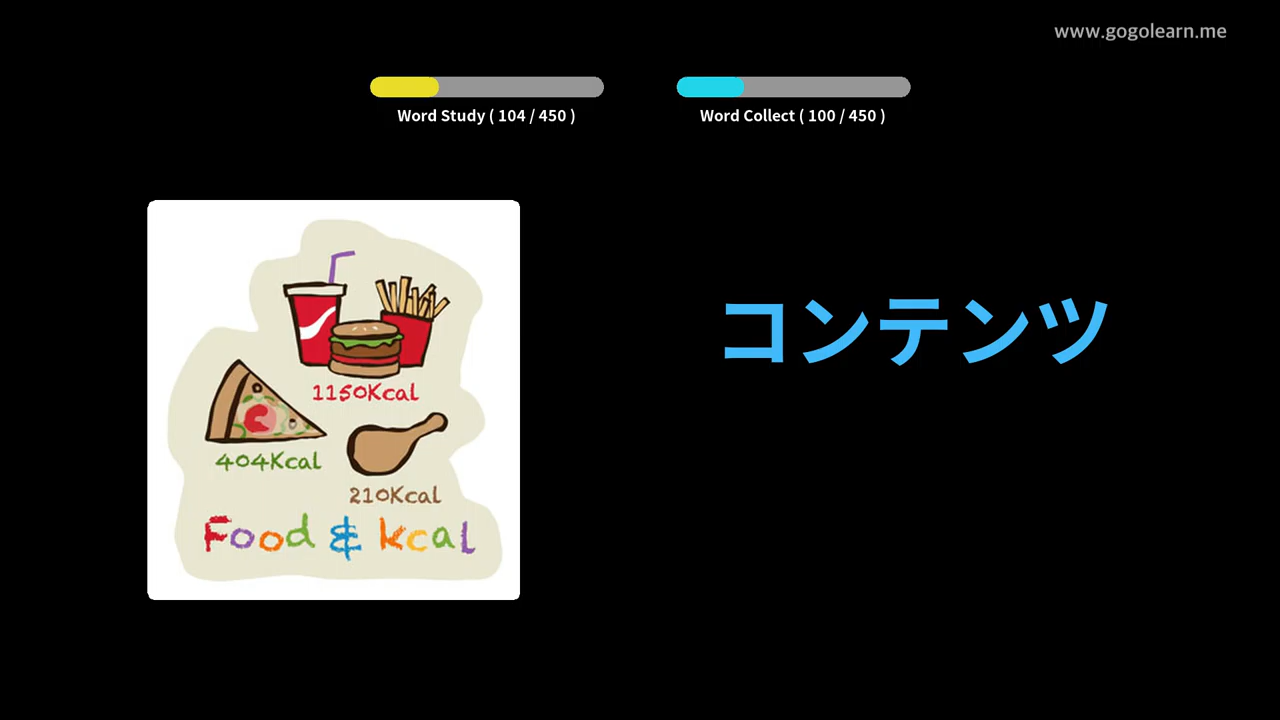 www.gogolearn.me
Word Study ( 104 / 450 )
Word Collect ( 100 / 450 )
1150Kcal
404Kcal
210Kcal
Food & kcal
コンテンツ